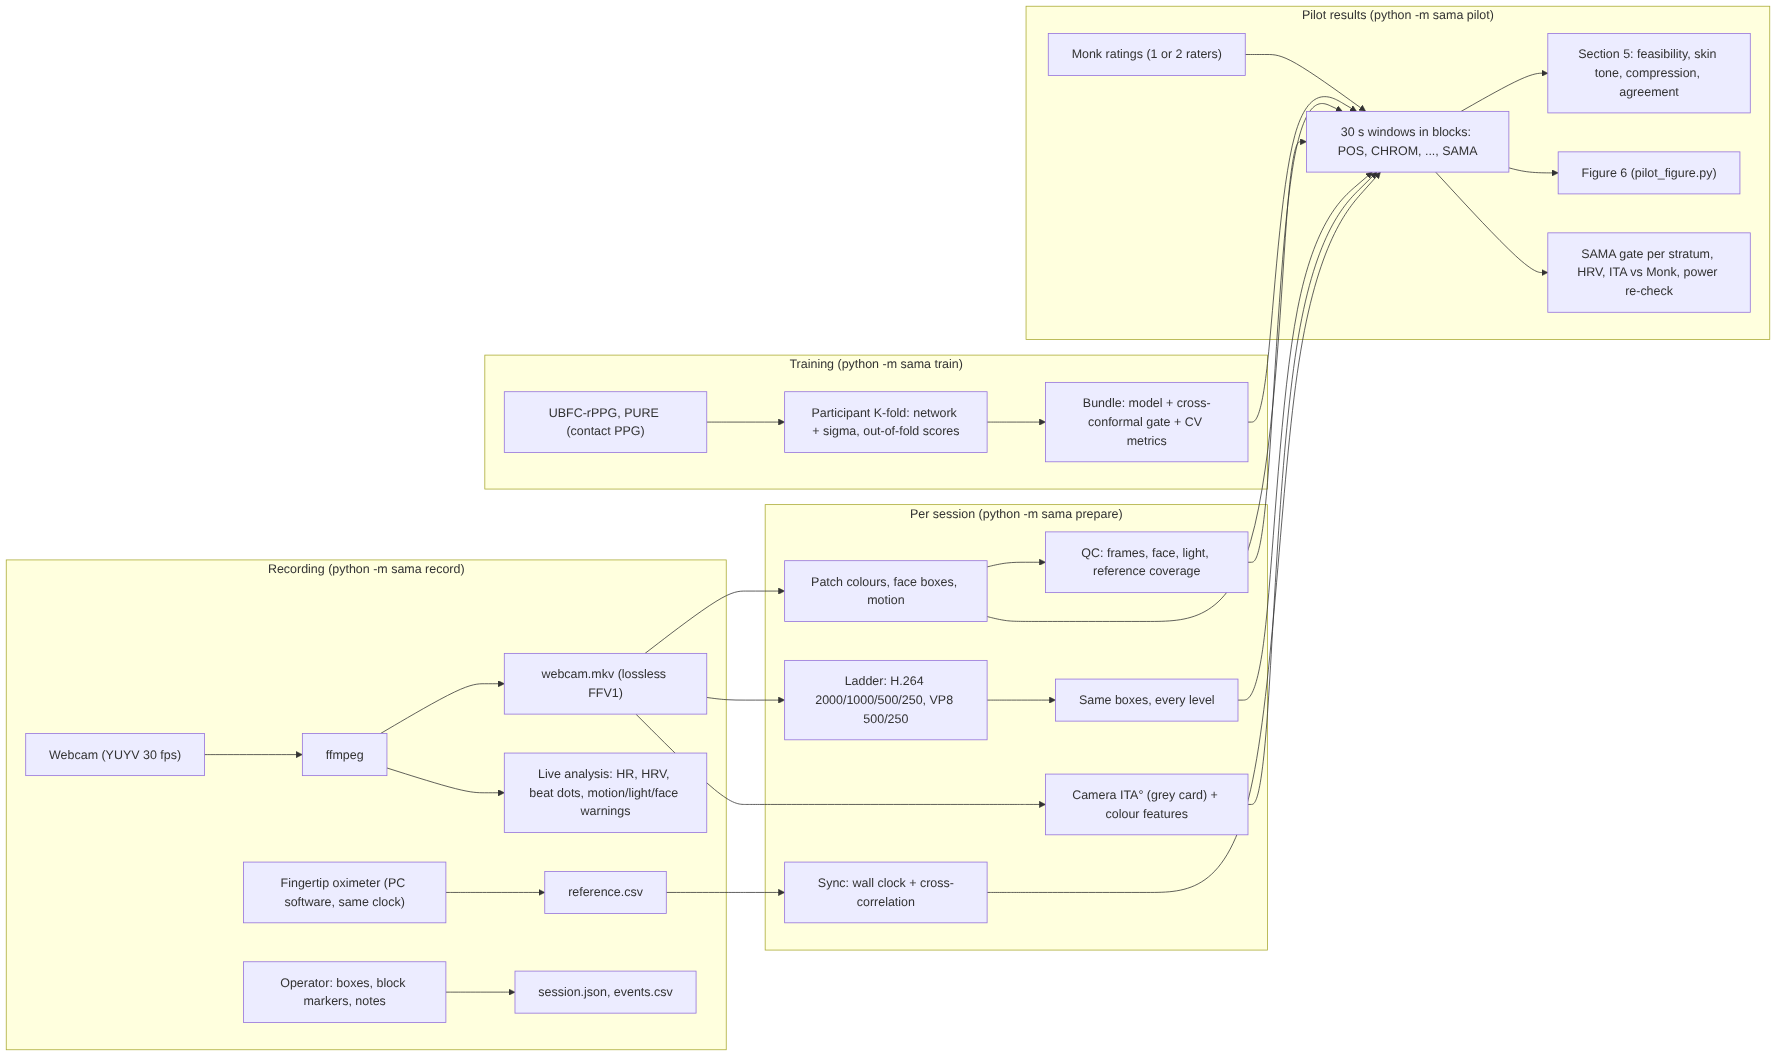 Pilot results (python -m sama pilot)
Monk ratings (1 or 2 raters)
30 s windows in blocks:
POS, CHROM, ..., SAMA
Section 5: feasibility, skin
tone, compression,
agreement
Figure 6 (pilot_figure.py)
SAMA gate per stratum,
HRV, ITA vs Monk, power
re-check
Training (python -m sama train)
UBFC-rPPG, PURE
(contact PPG)
Participant K-fold: network
+ sigma, out-of-fold scores
Bundle: model + cross-
conformal gate + CV
metrics
Per session (python -m sama prepare)
Patch colours, face boxes,
motion
QC: frames, face, light,
reference coverage
Ladder: H.264
2000/1000/500/250, VP8
500/250
Same boxes, every level
Camera ITA° (grey card) +
colour features
Sync: wall clock + cross-
correlation
Recording (python -m sama record)
Webcam (YUYV 30 fps)
ffmpeg
webcam.mkv (lossless
FFV1)
Live analysis: HR, HRV,
beat dots, motion/light/face
warnings
Fingertip oximeter (PC
software, same clock)
reference.csv
Operator: boxes, block
markers, notes
session.json, events.csv